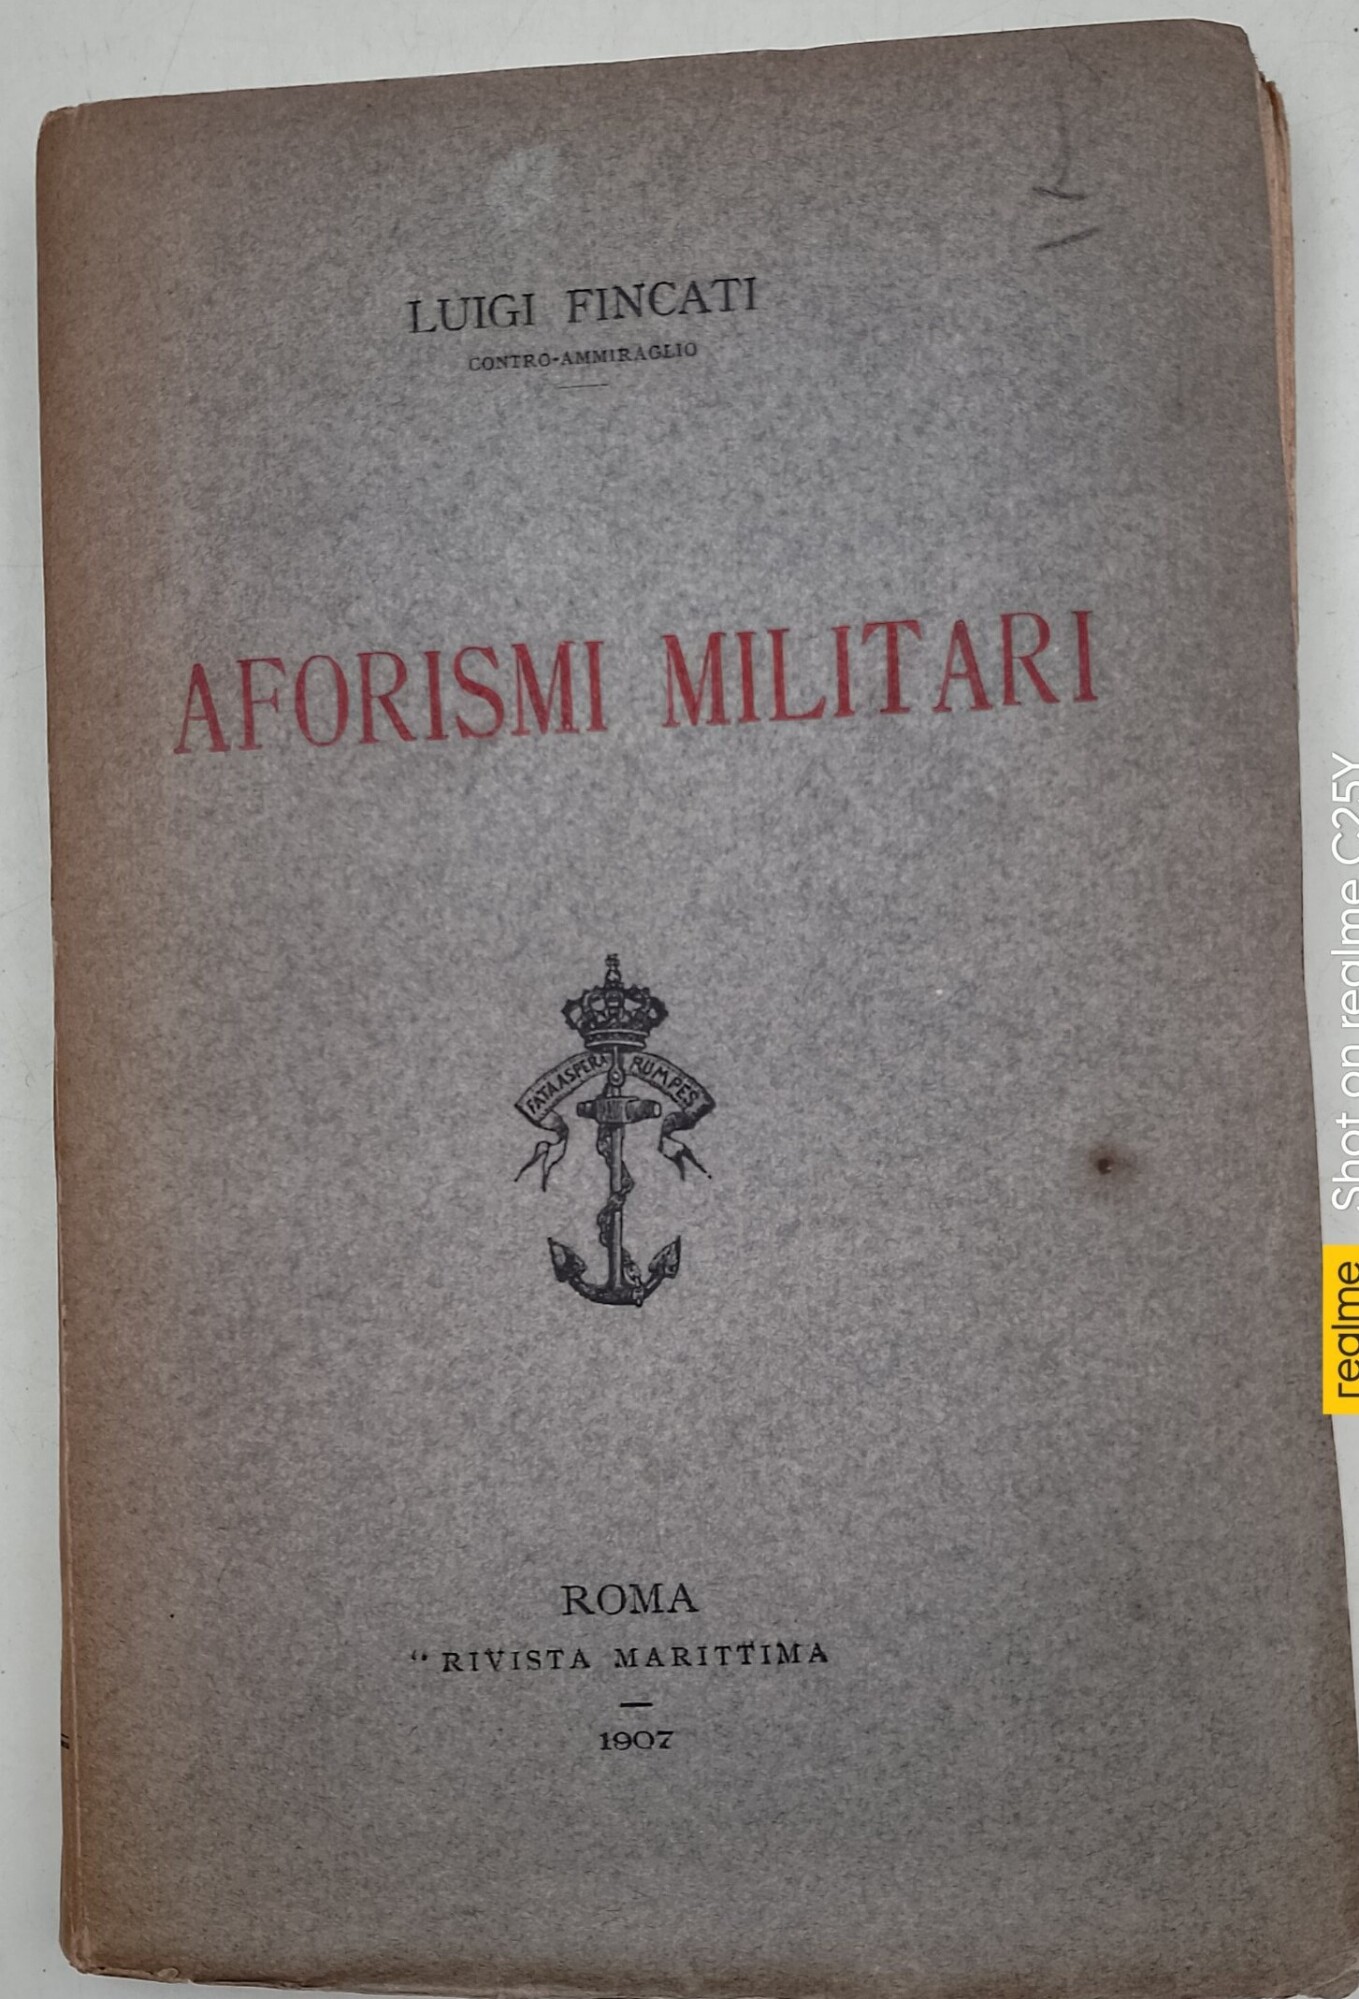 LUIGI FINCATI
CONTRO-AMMIRAGLIO
AFORISMI MILITARI
FATA ASPERA RUMPES
ROMA
“ RIVISTA MARITTIMA
1907
realme Shot on realme C25Y